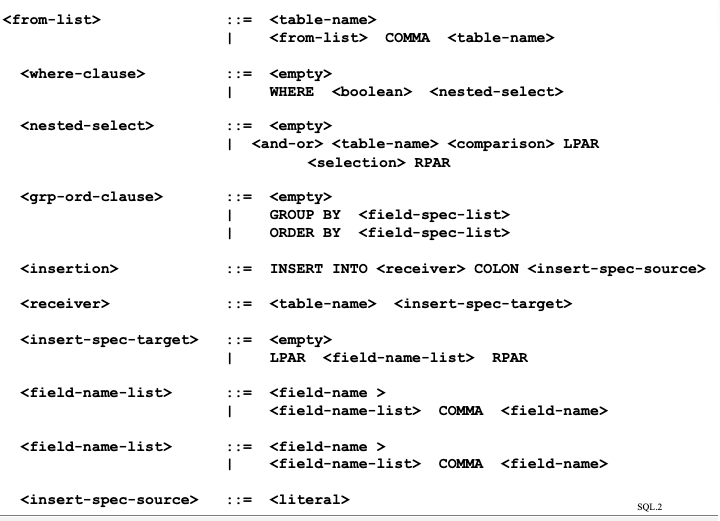 <from-list> ::= <table-name>
| <from-list> COMMA <table-name>
<where-clause> ::= <empty>
| WHERE <boolean> <nested-select>
<nested-select> ::= <empty>
| <and-or> <table-name> <comparison> LPAR
<selection> RPAR
<grp-ord-clause> ::= <empty>
| GROUP BY <field-spec-list>
| ORDER BY <field-spec-list>
<insertion> ::= INSERT INTO <receiver> COLON <insert-spec-source>
<receiver> ::= <table-name> <insert-spec-target>
<insert-spec-target> ::= <empty>
| LPAR <field-name-list> RPAR
<field-name-list> ::= <field-name >
| <field-name-list> COMMA <field-name>
<field-name-list> ::= <field-name >
| <field-name-list> COMMA <field-name>
<insert-spec-source> ::= <literal>
SQL.2